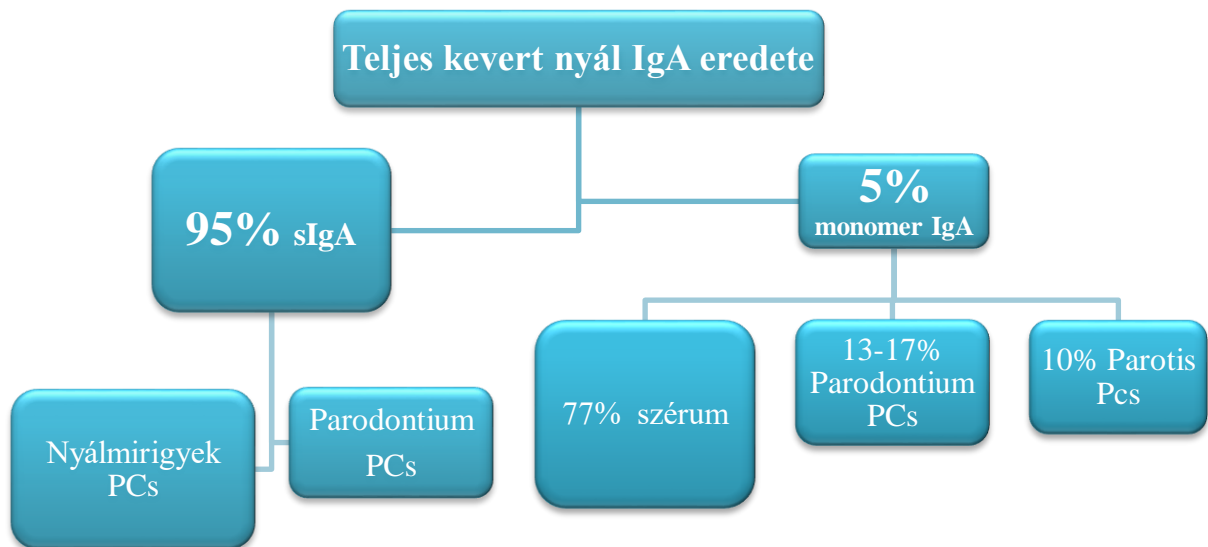 Teljes kevert nyál IgA eredete
95% sIgA
5%
monomer IgA
Nyálmirigyek
PCs
Parodontium
PCs
77% szérum
13-17%
Parodontium
PCs
10% Parotis
Pcs